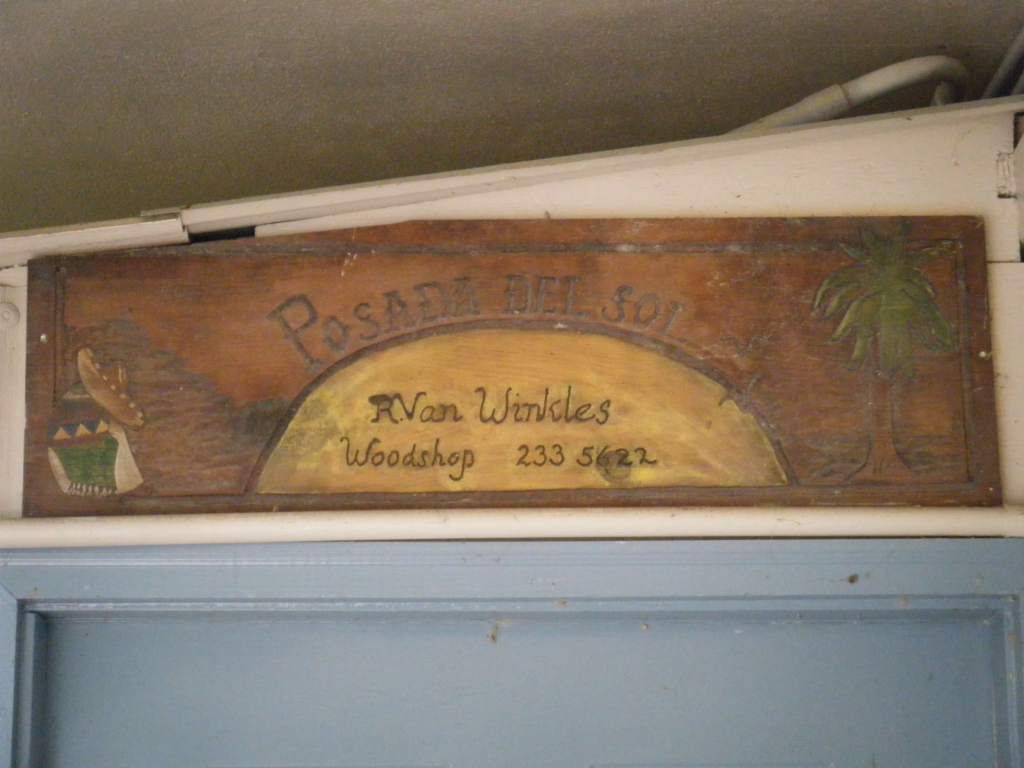 POSADA DEL SOL
R.Van Winkles
Woodshop 233 5622